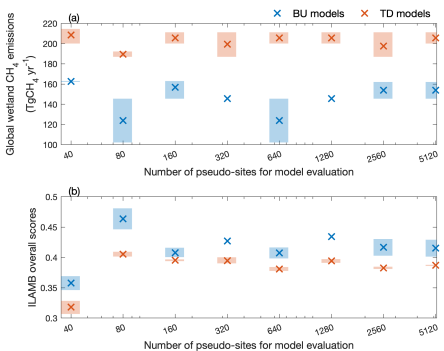 BU models TD models
(a)
Global wetland CH4 emissions
(TgCH4 yr-1)
220
200
180
160
140
120
100
40 80 160 320 640 1280 2560 5120
Number of pseudo-sites for model evaluation
(b)
ILAMB overall scores
0.5
0.45
0.4
0.35
0.3
40 80 160 320 640 1280 2560 5120
Number of pseudo-sites for model evaluation